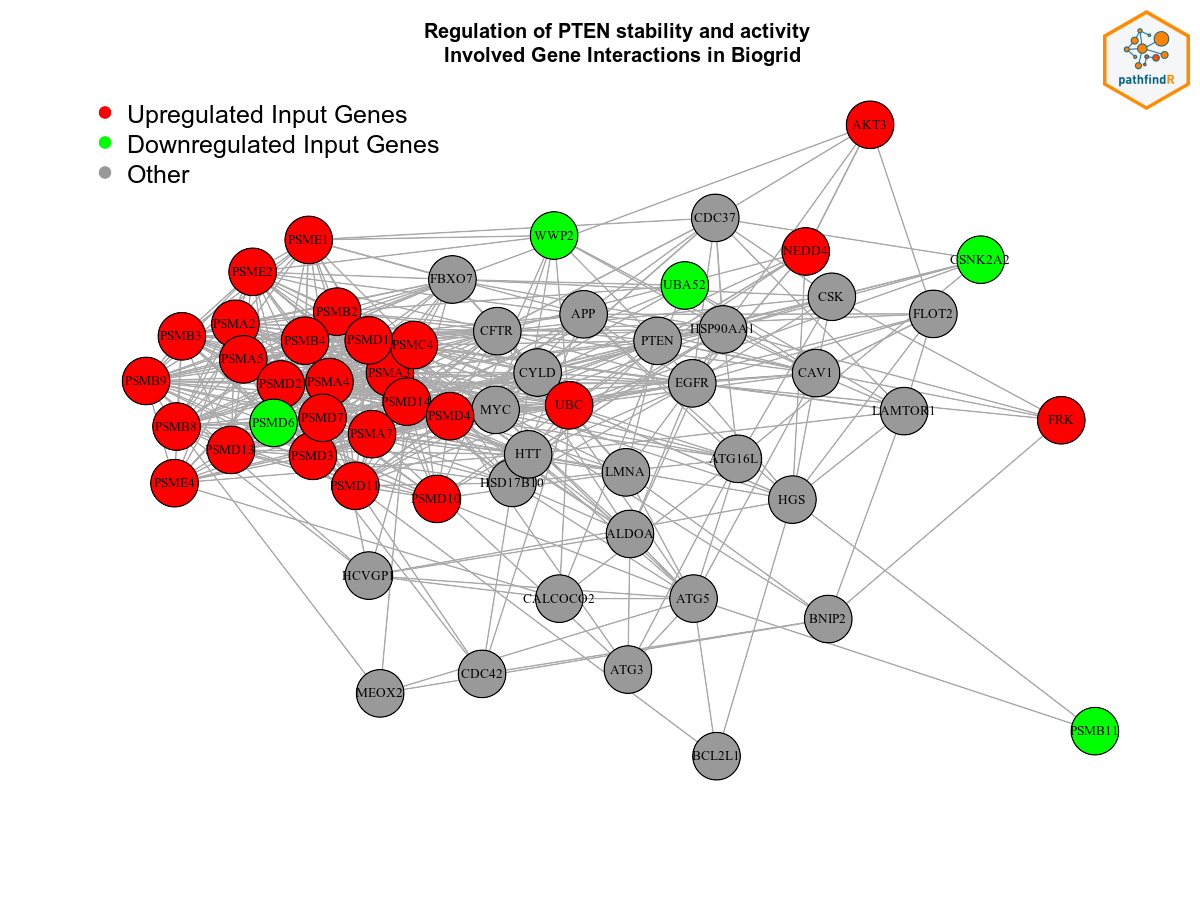 Regulation of PTEN stability and activity
Involved Gene Interactions in Biogrid
pathfindR
Upregulated Input Genes
Downregulated Input Genes
Other
AKT3
CDC37
WWP2
PSME1
NEDD4
CSNK2A2
PSME2
FBXO7
UBA52
CSK
PSMB2
APP
FLOT2
PSMA2
PSMB3
CFTR
HSP90AA1
PSMB4
PSMD1
PSMC4
PTEN
PSMA5
PSMA3
CYLD
CAV1
PSMB9
PSMD2
PSMA4
EGFR
PSMD14
UBC
MYC
LAMTOR1
PSMD7
PSMD4
FRK
PSMD6
PSMB8
PSMA7
PSMD13
PSMD3
HTT
ATG16L1
LMNA
PSME4
PSMD11
HSD17B10
PSMD10
HGS
ALDOA
HCVGP1
CALCOCO2
ATG5
BNIP2
CDC42
ATG3
MEOX2
PSMB11
BCL2L1